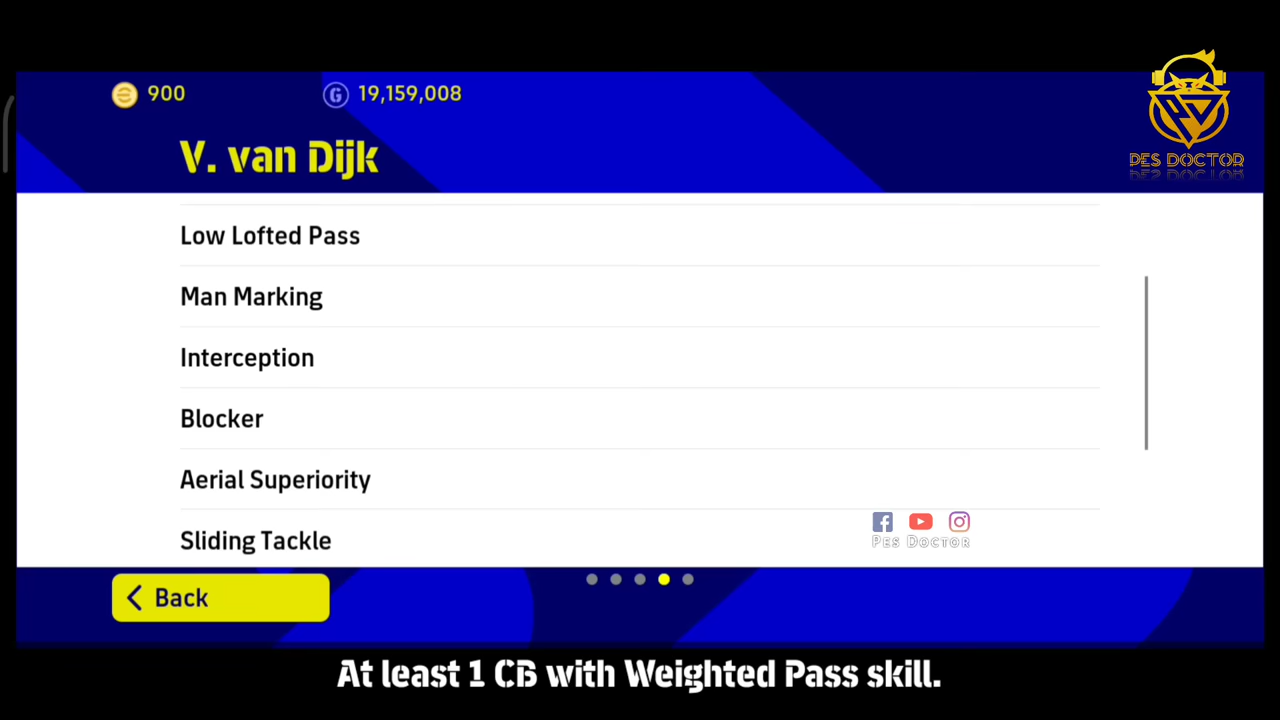 900
19,159,008
V. van Dijk
PES DOCTOR
Low Lofted Pass
Man Marking
Interception
Blocker
Aerial Superiority
Sliding Tackle
PES DOCTOR
Back
At least 1 CB with Weighted Pass skill.